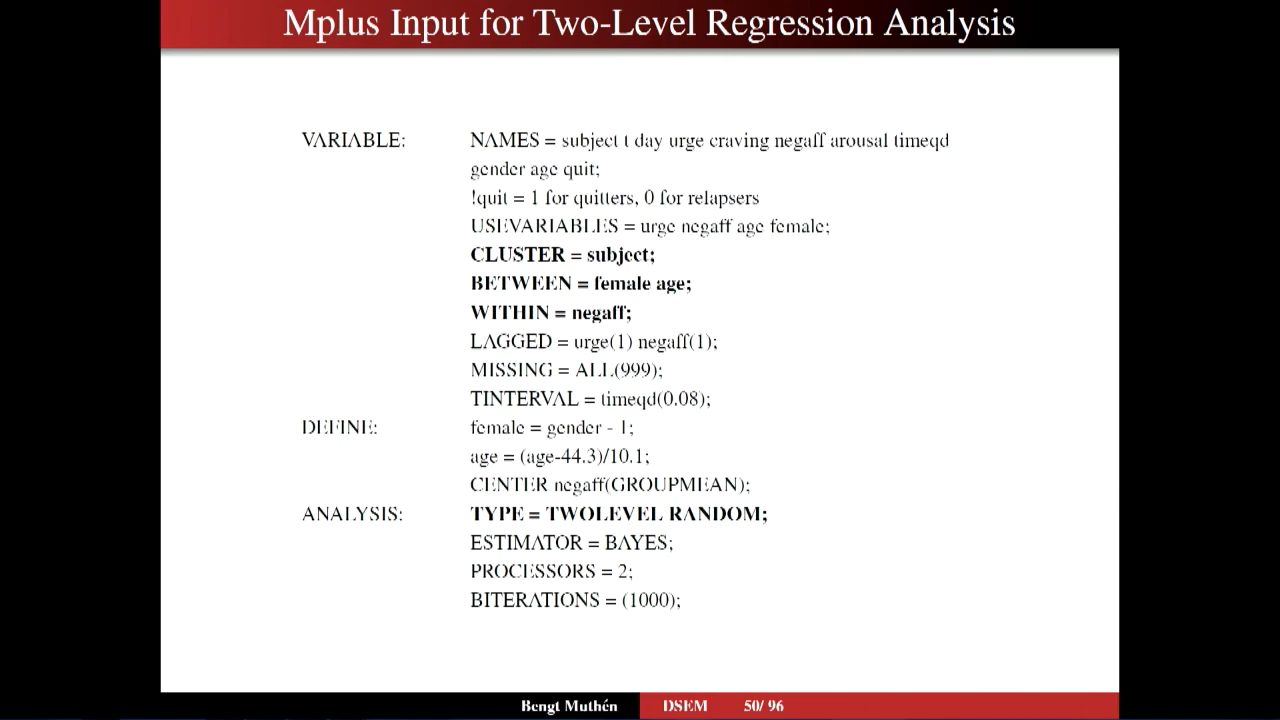 Mplus Input for Two-Level Regression Analysis
VARIABLE: NAMES = subject t day urge craving negaff arousal timeqd
gender age quit;
!quit = 1 for quitters, 0 for relapsers
USEVARIABLES = urge negaff age female;
CLUSTER = subject;
BETWEEN = female age;
WITHIN = negaff;
LAGGED = urge(1) negaff(1);
MISSING = ALL(999);
TINTERVAL = timeqd(0.08);
DEFINE: female = gender - 1;
age = (age-44.3)/10.1;
CENTER negaff(GROUPMEAN);
ANALYSIS: TYPE = TWOLEVEL RANDOM;
ESTIMATOR = BAYES;
PROCESSORS = 2;
BITERATIONS = (1000);
Bengt Muthén DSEM 50/ 96